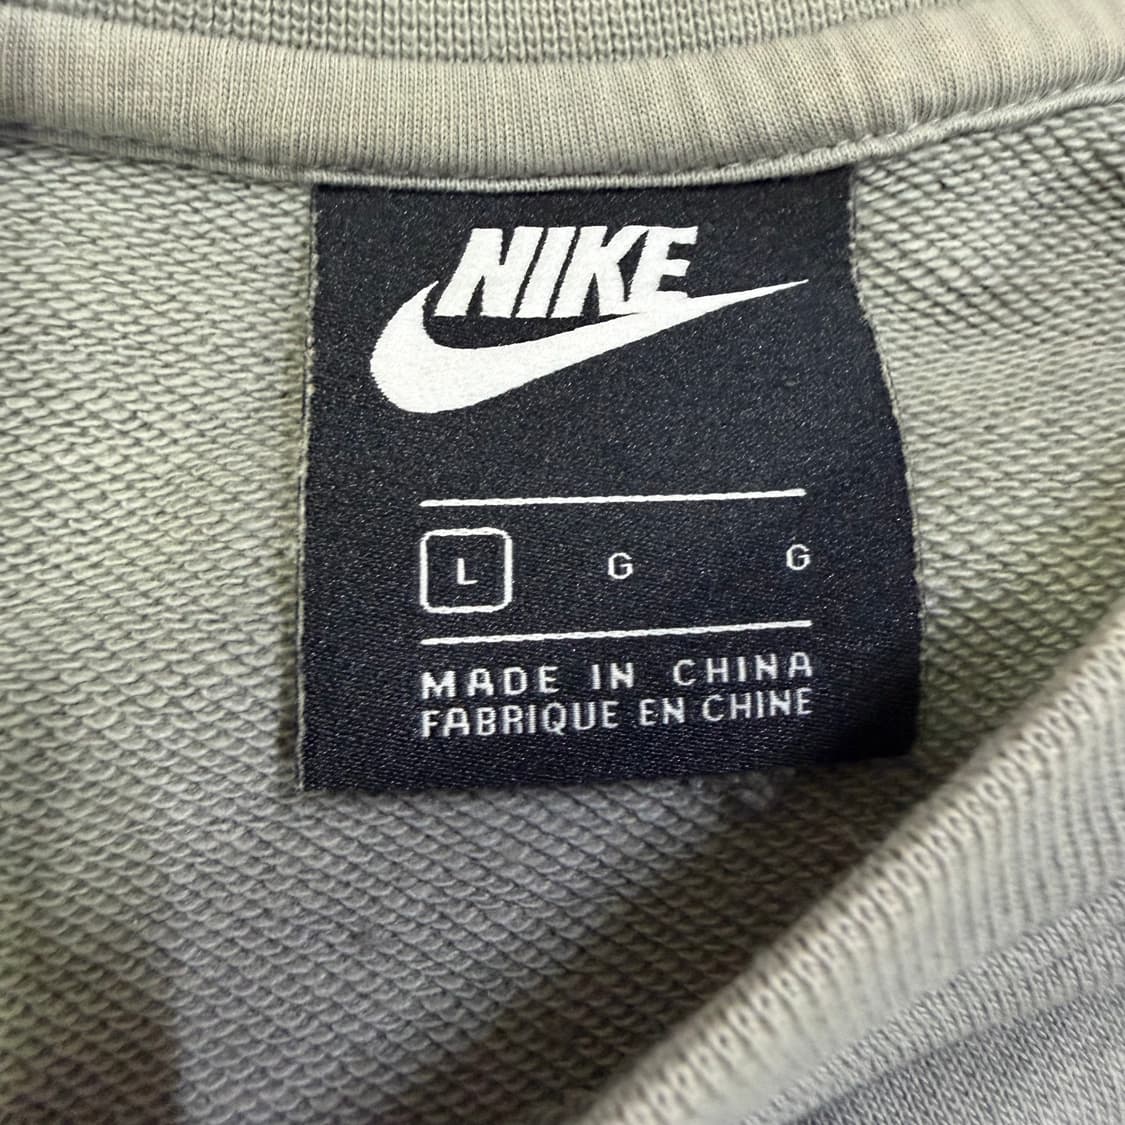 NIKE
L G G
MADE IN CHINA
FABRIQUE EN CHINE